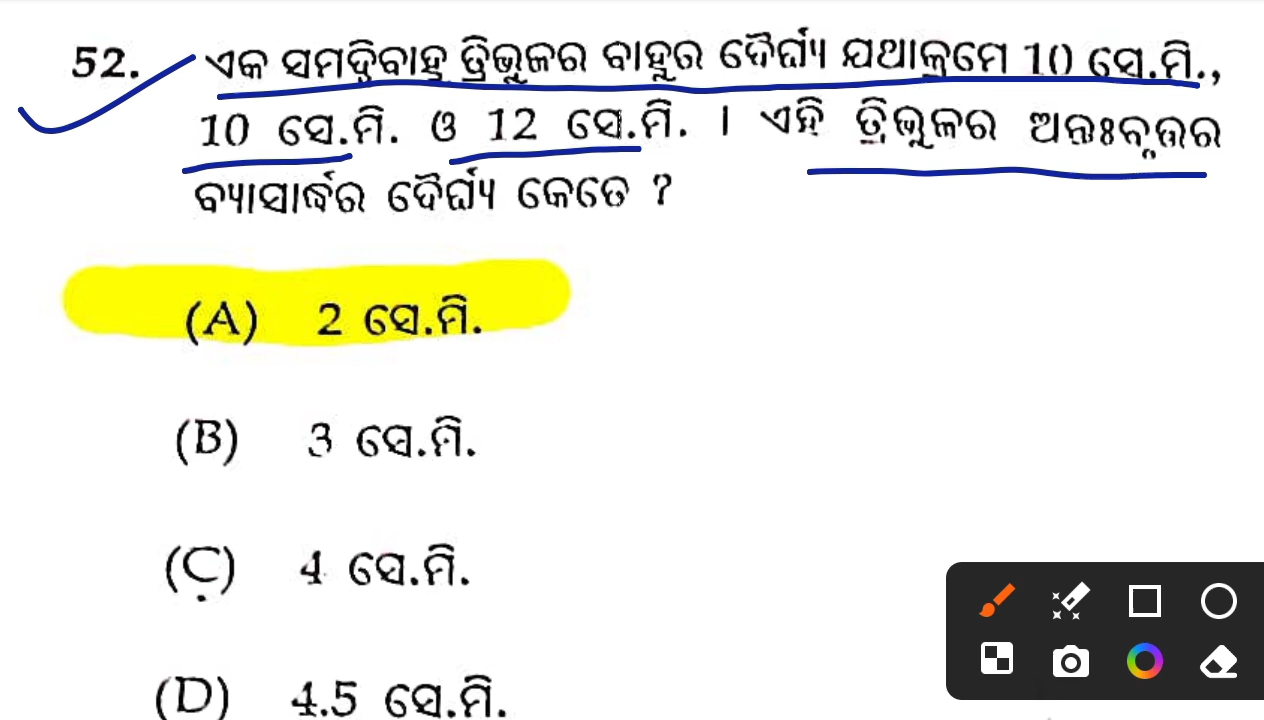 52. ଏକ ସମଦ୍ବିବାହୁ ତ୍ରିଭୁଜର ବାହୁର ଦୈର୍ଘ୍ୟ ଯଥାକ୍ରମେ 10 ସେ.ମି.,
10 ସେ.ମି. ଓ 12 ସେ.ମି. । ଏହି ତ୍ରିଭୁଜର ଅନ୍ତଃବୃତ୍ତର
ବ୍ୟାସାର୍ଦ୍ଧର ଦୈର୍ଘ୍ୟ କେତେ ?
(A) 2 ସେ.ମି.
(B) 3 ସେ.ମି.
(C) 4 ସେ.ମି.
(D) 4.5 ସେ.ମି.